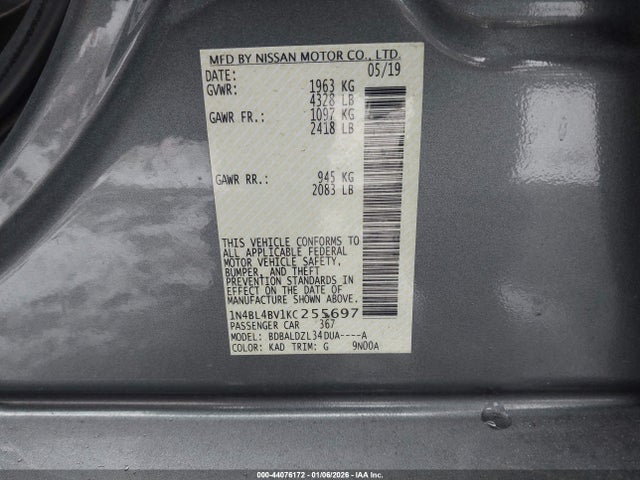 MFD BY NISSAN MOTOR CO., LTD.
DATE: 05/19
GVWR: 1963 KG
4328 LB
GAWR FR.: 1097 KG
2418 LB
GAWR RR.: 945 KG
2083 LB
THIS VEHICLE CONFORMS TO
ALL APPLICABLE FEDERAL
MOTOR VEHICLE SAFETY,
BUMPER, AND THEFT
PREVENTION STANDARDS IN
EFFECT ON THE DATE OF
MANUFACTURE SHOWN ABOVE.
1N4BL4BV1KC255697
PASSENGER CAR 367
MODEL: BDBALDZL34DUA----A
COLOR: KAD TRIM: G 9N00A
000-44076172 | 01/06/2026 | IAA Inc.